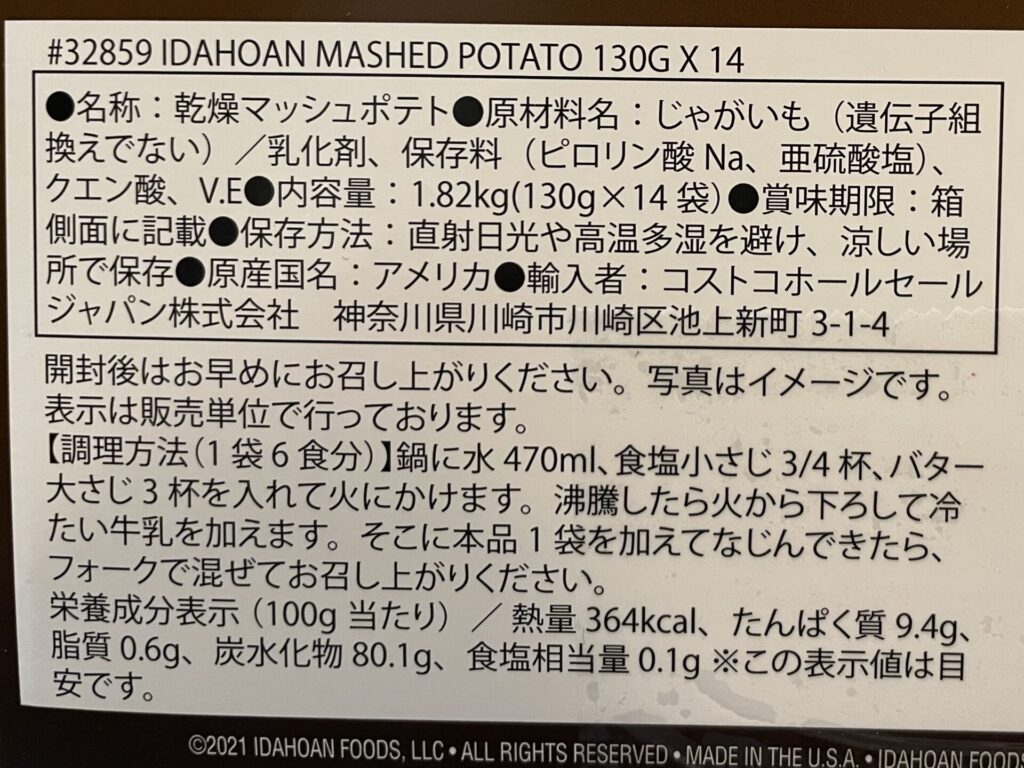 #32859 IDAHOAN MASHED POTATO 130G X 14
●名称：乾燥マッシュポテト●原材料名：じゃがいも（遺伝子組
換えでない）／乳化剤、保存料（ピロリン酸 Na、亜硫酸塩）、
クエン酸、V.E●内容量：1.82kg(130g×14 袋)●賞味期限：箱
側面に記載●保存方法：直射日光や高温多湿を避け、涼しい場
所で保存●原産国名：アメリカ●輸入者：コストコホールセール
ジャパン株式会社　神奈川県川崎市川崎区池上新町 3-1-4
開封後はお早めにお召し上がりください。写真はイメージです。
表示は販売単位で行っております。
【調理方法（1 袋 6 食分）】鍋に水 470ml、食塩小さじ 3/4 杯、バター
大さじ 3 杯を入れて火にかけます。沸騰したら火から下ろして冷
たい牛乳を加えます。そこに本品 1 袋を加えてなじんできたら、
フォークで混ぜてお召し上がりください。
栄養成分表示（100g 当たり）／熱量 364kcal、たんぱく質 9.4g、
脂質 0.6g、炭水化物 80.1g、食塩相当量 0.1g ※この表示値は目
安です。
©2021 IDAHOAN FOODS, LLC • ALL RIGHTS RESERVED • MADE IN THE U.S.A. • IDAHOAN FOODS